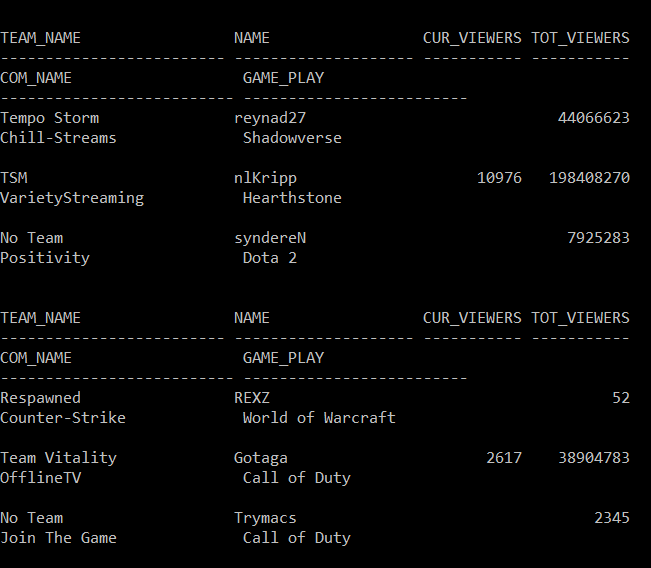 TEAM_NAME                 NAME                 CUR_VIEWERS TOT_VIEWERS
------------------------- -------------------- ----------- -----------
COM_NAME                   GAME_PLAY
-------------------------- -------------------------
Tempo Storm               reynad27                            44066623
Chill-Streams              Shadowverse
TSM                       nlKripp                    10976   198408270
VarietyStreaming           Hearthstone
No Team                   syndereN                             7925283
Positivity                 Dota 2
TEAM_NAME                 NAME                 CUR_VIEWERS TOT_VIEWERS
------------------------- -------------------- ----------- -----------
COM_NAME                   GAME_PLAY
-------------------------- -------------------------
Respawned                 REXZ                                      52
Counter-Strike             World of Warcraft
Team Vitality             Gotaga                      2617    38904783
OfflineTV                  Call of Duty
No Team                   Trymacs                                 2345
Join The Game              Call of Duty